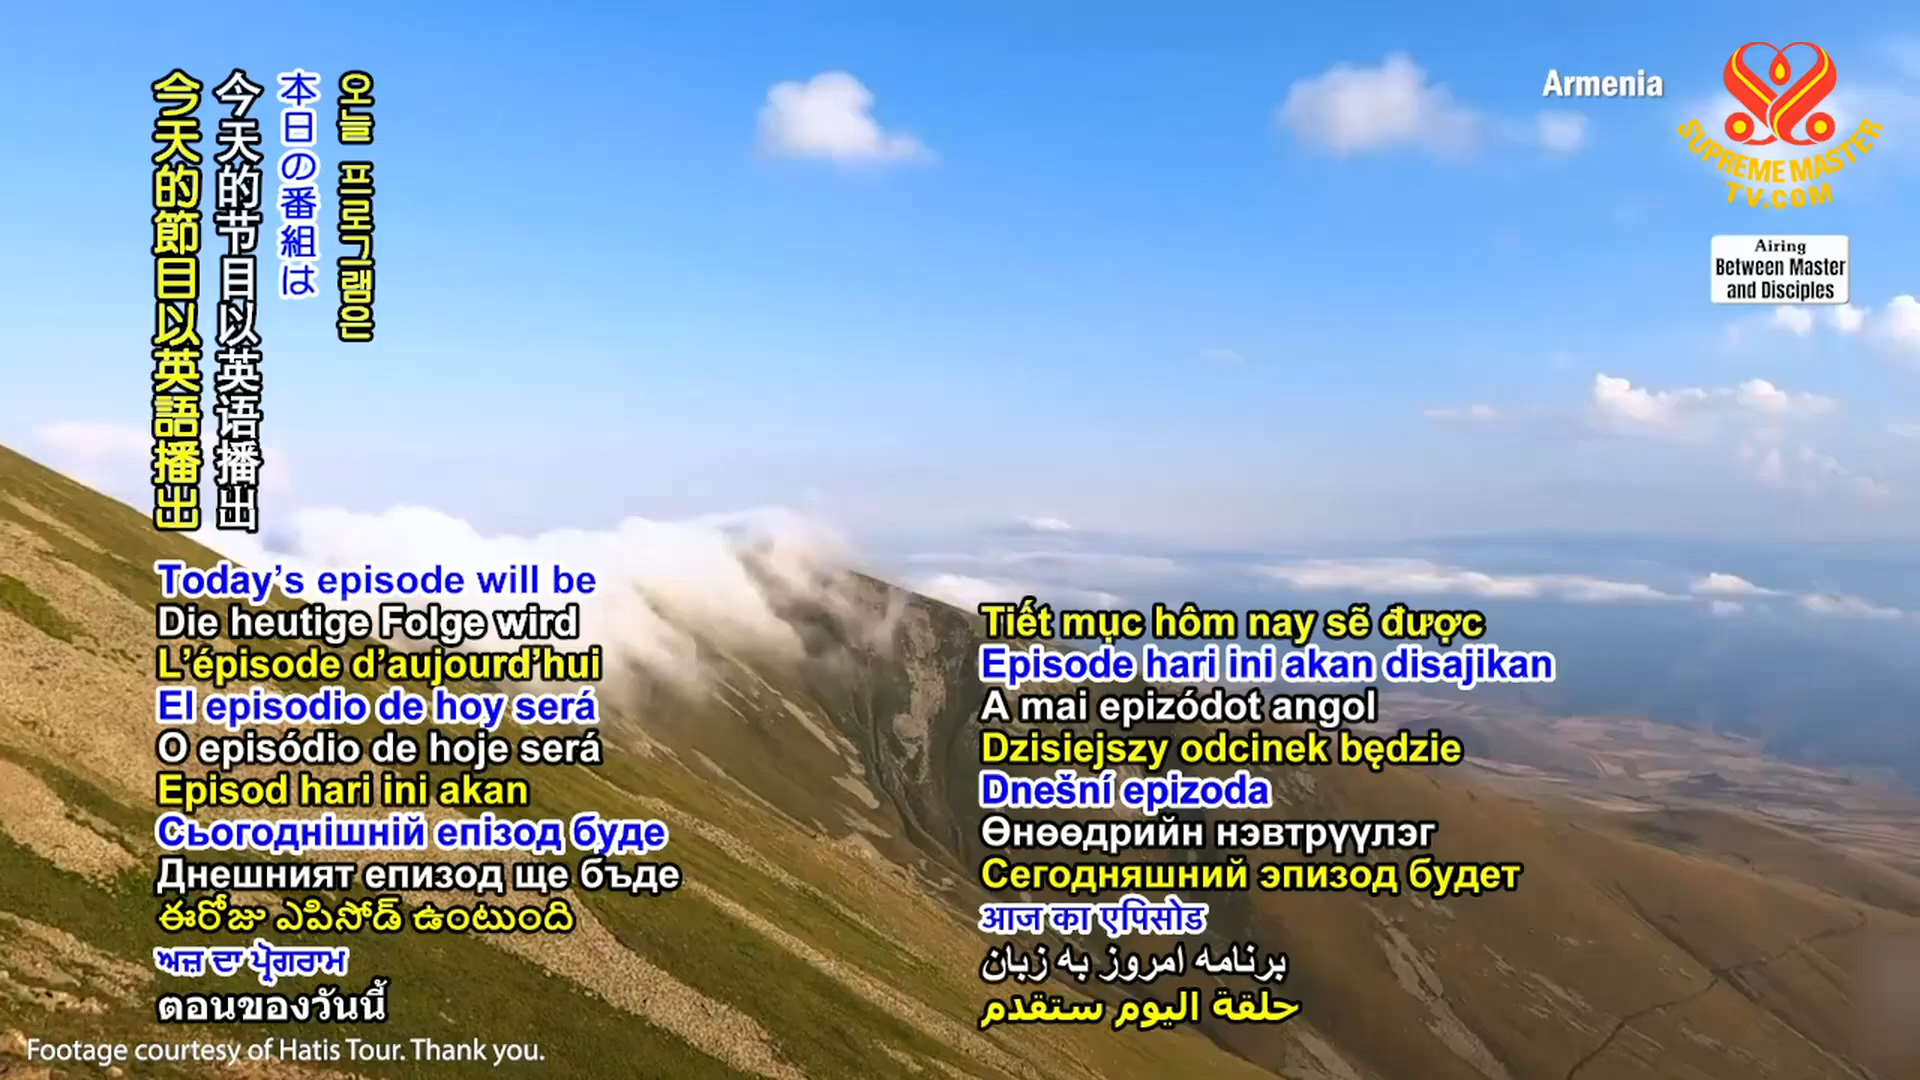 今天的節目以英語播出
今天的节目以英语播出
本日の番組は
오늘 프로그램은
Armenia
SUPREME MASTER
TV.COM
Airing
Between Master
and Disciples
Today’s episode will be
Die heutige Folge wird
L’épisode d’aujourd’hui
El episodio de hoy será
O episódio de hoje será
Episod hari ini akan
Сьогоднішній епізод буде
Днешният епизод ще бъде
ఈరోజు ఎపిసోడ్ ఉంటుంది
ਅਜ਼ ਦਾ ਪ੍ਰੋਗਰਾਮ
ตอนของวันนี้
Tiết mục hôm nay sẽ được
Episode hari ini akan disajikan
A mai epizódot angol
Dzisiejszy odcinek będzie
Dnešní epizoda
Өнөөдрийн нэвтрүүлэг
Сегодняшний эпизод будет
आज का एपिसोड
برنامه امروز به زبان
حلقة اليوم ستقدم
Footage courtesy of Hatis Tour. Thank you.